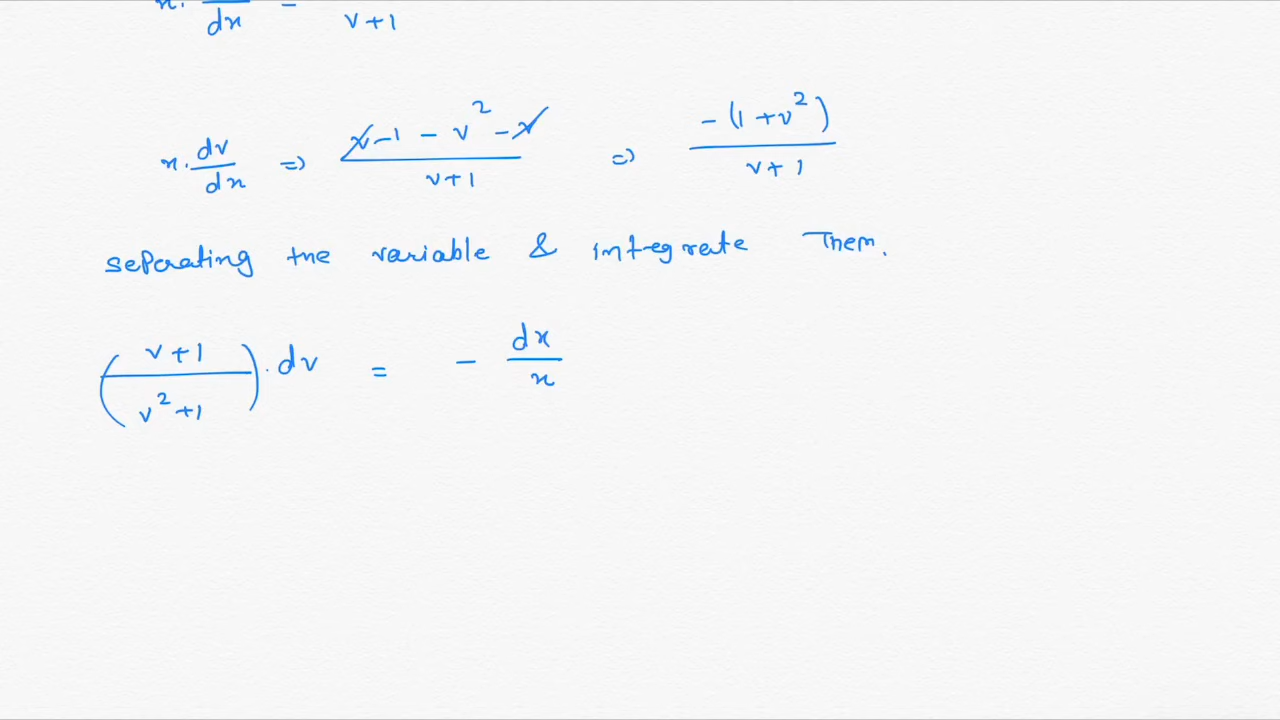 x. dv/dx = /v+1
x. dv/dx => v-1-v²-v/v+1 => -(1+v²)/v+1
seperating the variable & integrate Them.
(v+1/v²+1).dv = - dx/x